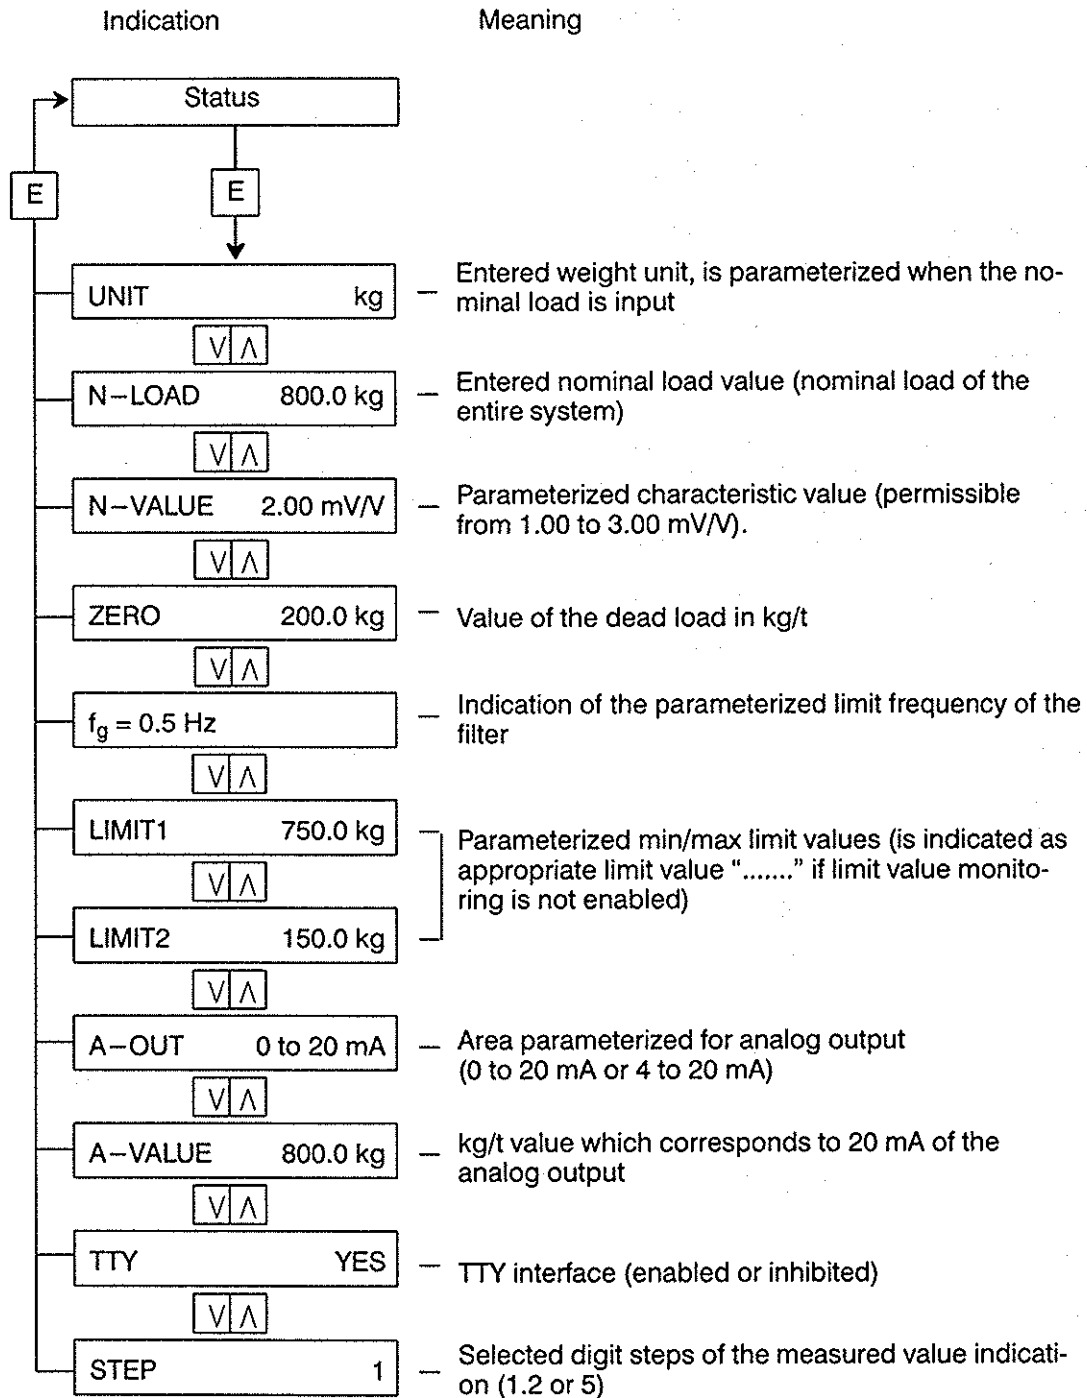 Indication Meaning
Status
E E
UNIT kg – Entered weight unit, is parameterized when the no-
minal load is input
V Λ
N–LOAD 800.0 kg – Entered nominal load value (nominal load of the
entire system)
V Λ
N–VALUE 2.00 mV/V – Parameterized characteristic value (permissible
from 1.00 to 3.00 mV/V).
V Λ
ZERO 200.0 kg – Value of the dead load in kg/t
V Λ
fg = 0.5 Hz – Indication of the parameterized limit frequency of the
filter
V Λ
LIMIT1 750.0 kg – Parameterized min/max limit values (is indicated as
appropriate limit value “.......” if limit value monito-
ring is not enabled)
V Λ
LIMIT2 150.0 kg –
V Λ
A–OUT 0 to 20 mA – Area parameterized for analog output
(0 to 20 mA or 4 to 20 mA)
V Λ
A–VALUE 800.0 kg – kg/t value which corresponds to 20 mA of the
analog output
V Λ
TTY YES – TTY interface (enabled or inhibited)
V Λ
STEP 1 – Selected digit steps of the measured value indicati-
on (1.2 or 5)